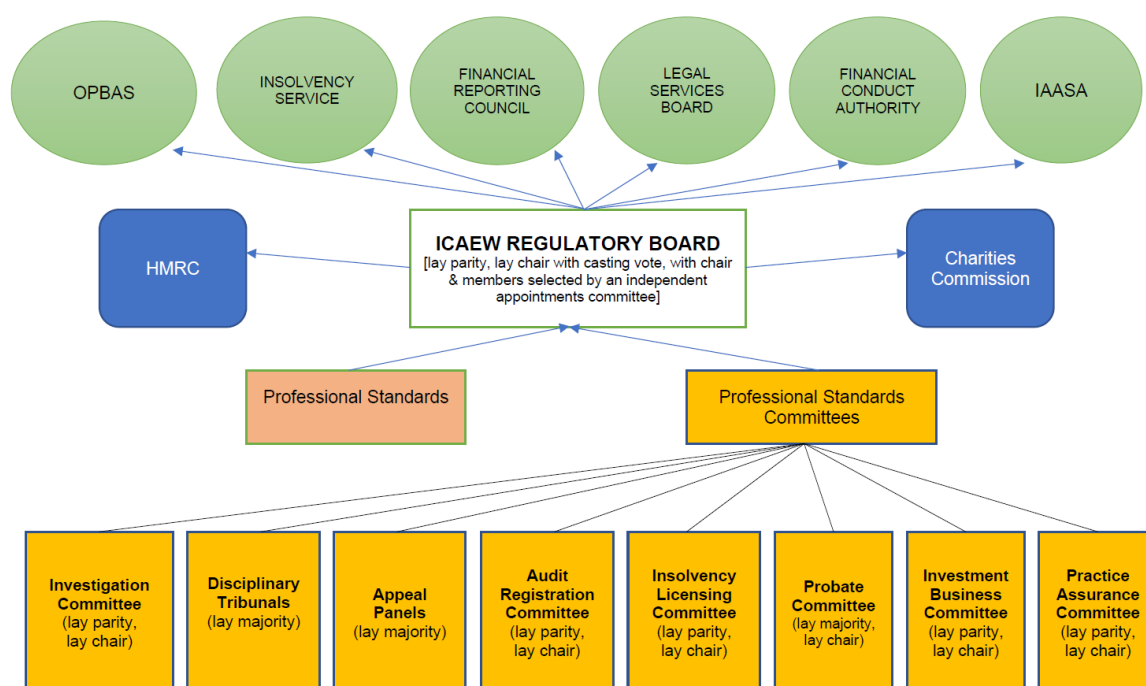 OPBAS
INSOLVENCY
SERVICE
FINANCIAL
REPORTING
COUNCIL
LEGAL
SERVICES
BOARD
FINANCIAL
CONDUCT
AUTHORITY
IAASA
HMRC
ICAEW REGULATORY BOARD
[lay parity, lay chair with casting vote, with chair
& members selected by an independent
appointments committee]
Charities
Commission
Professional Standards
Professional Standards
Committees
Investigation
Committee
(lay parity,
lay chair)
Disciplinary
Tribunals
(lay majority)
Appeal
Panels
(lay majority)
Audit
Registration
Committee
(lay parity,
lay chair)
Insolvency
Licensing
Committee
(lay parity,
lay chair)
Probate
Committee
(lay majority,
lay chair)
Investment
Business
Committee
(lay parity,
lay chair)
Practice
Assurance
Committee
(lay parity,
lay chair)